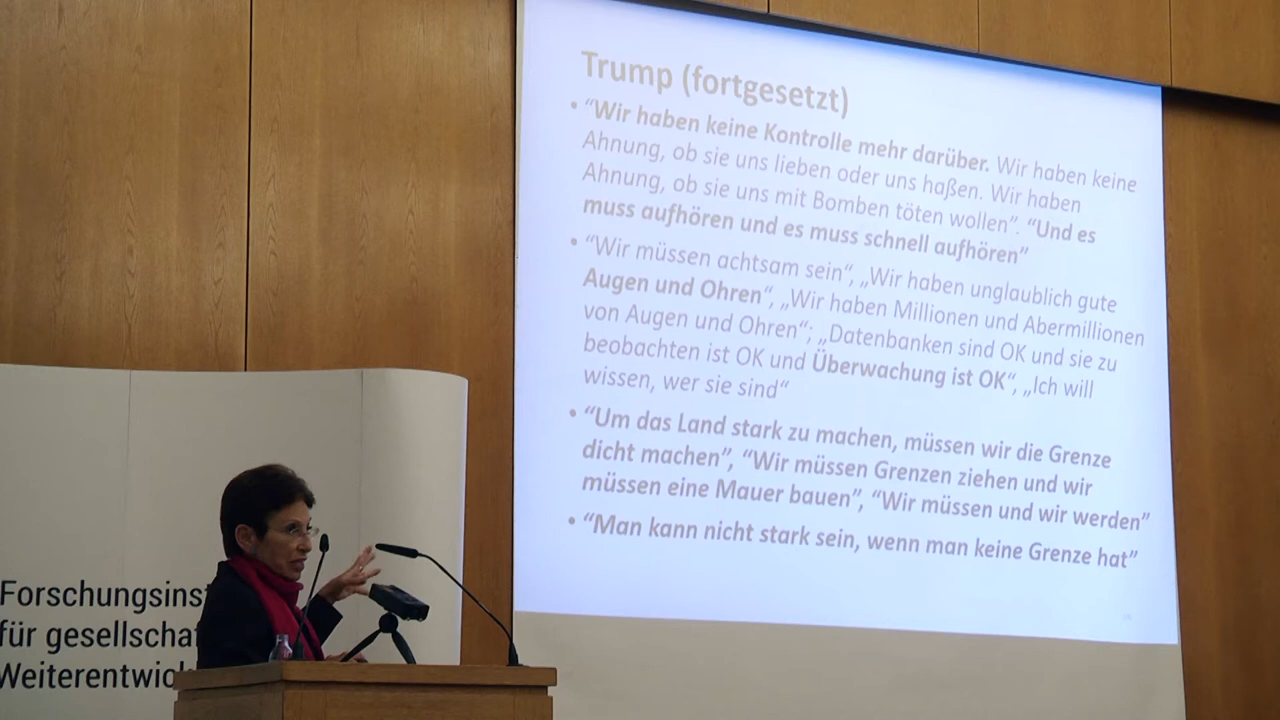 Trump (fortgesetzt)
• “Wir haben keine Kontrolle mehr darüber. Wir haben keine
Ahnung, ob sie uns lieben oder uns haßen. Wir haben
Ahnung, ob sie uns mit Bomben töten wollen”. “Und es
muss aufhören und es muss schnell aufhören”
• “Wir müssen achtsam sein“, „Wir haben unglaublich gute
Augen und Ohren“, „Wir haben Millionen und Abermillionen
von Augen und Ohren“; „Datenbanken sind OK und sie zu
beobachten ist OK und Überwachung ist OK“, „Ich will
wissen, wer sie sind“
• “Um das Land stark zu machen, müssen wir die Grenze
dicht machen”, “Wir müssen Grenzen ziehen und wir
müssen eine Mauer bauen”, “Wir müssen und wir werden”
• “Man kann nicht stark sein, wenn man keine Grenze hat”
Forschungsinst
für gesellscha
Weiterentwic